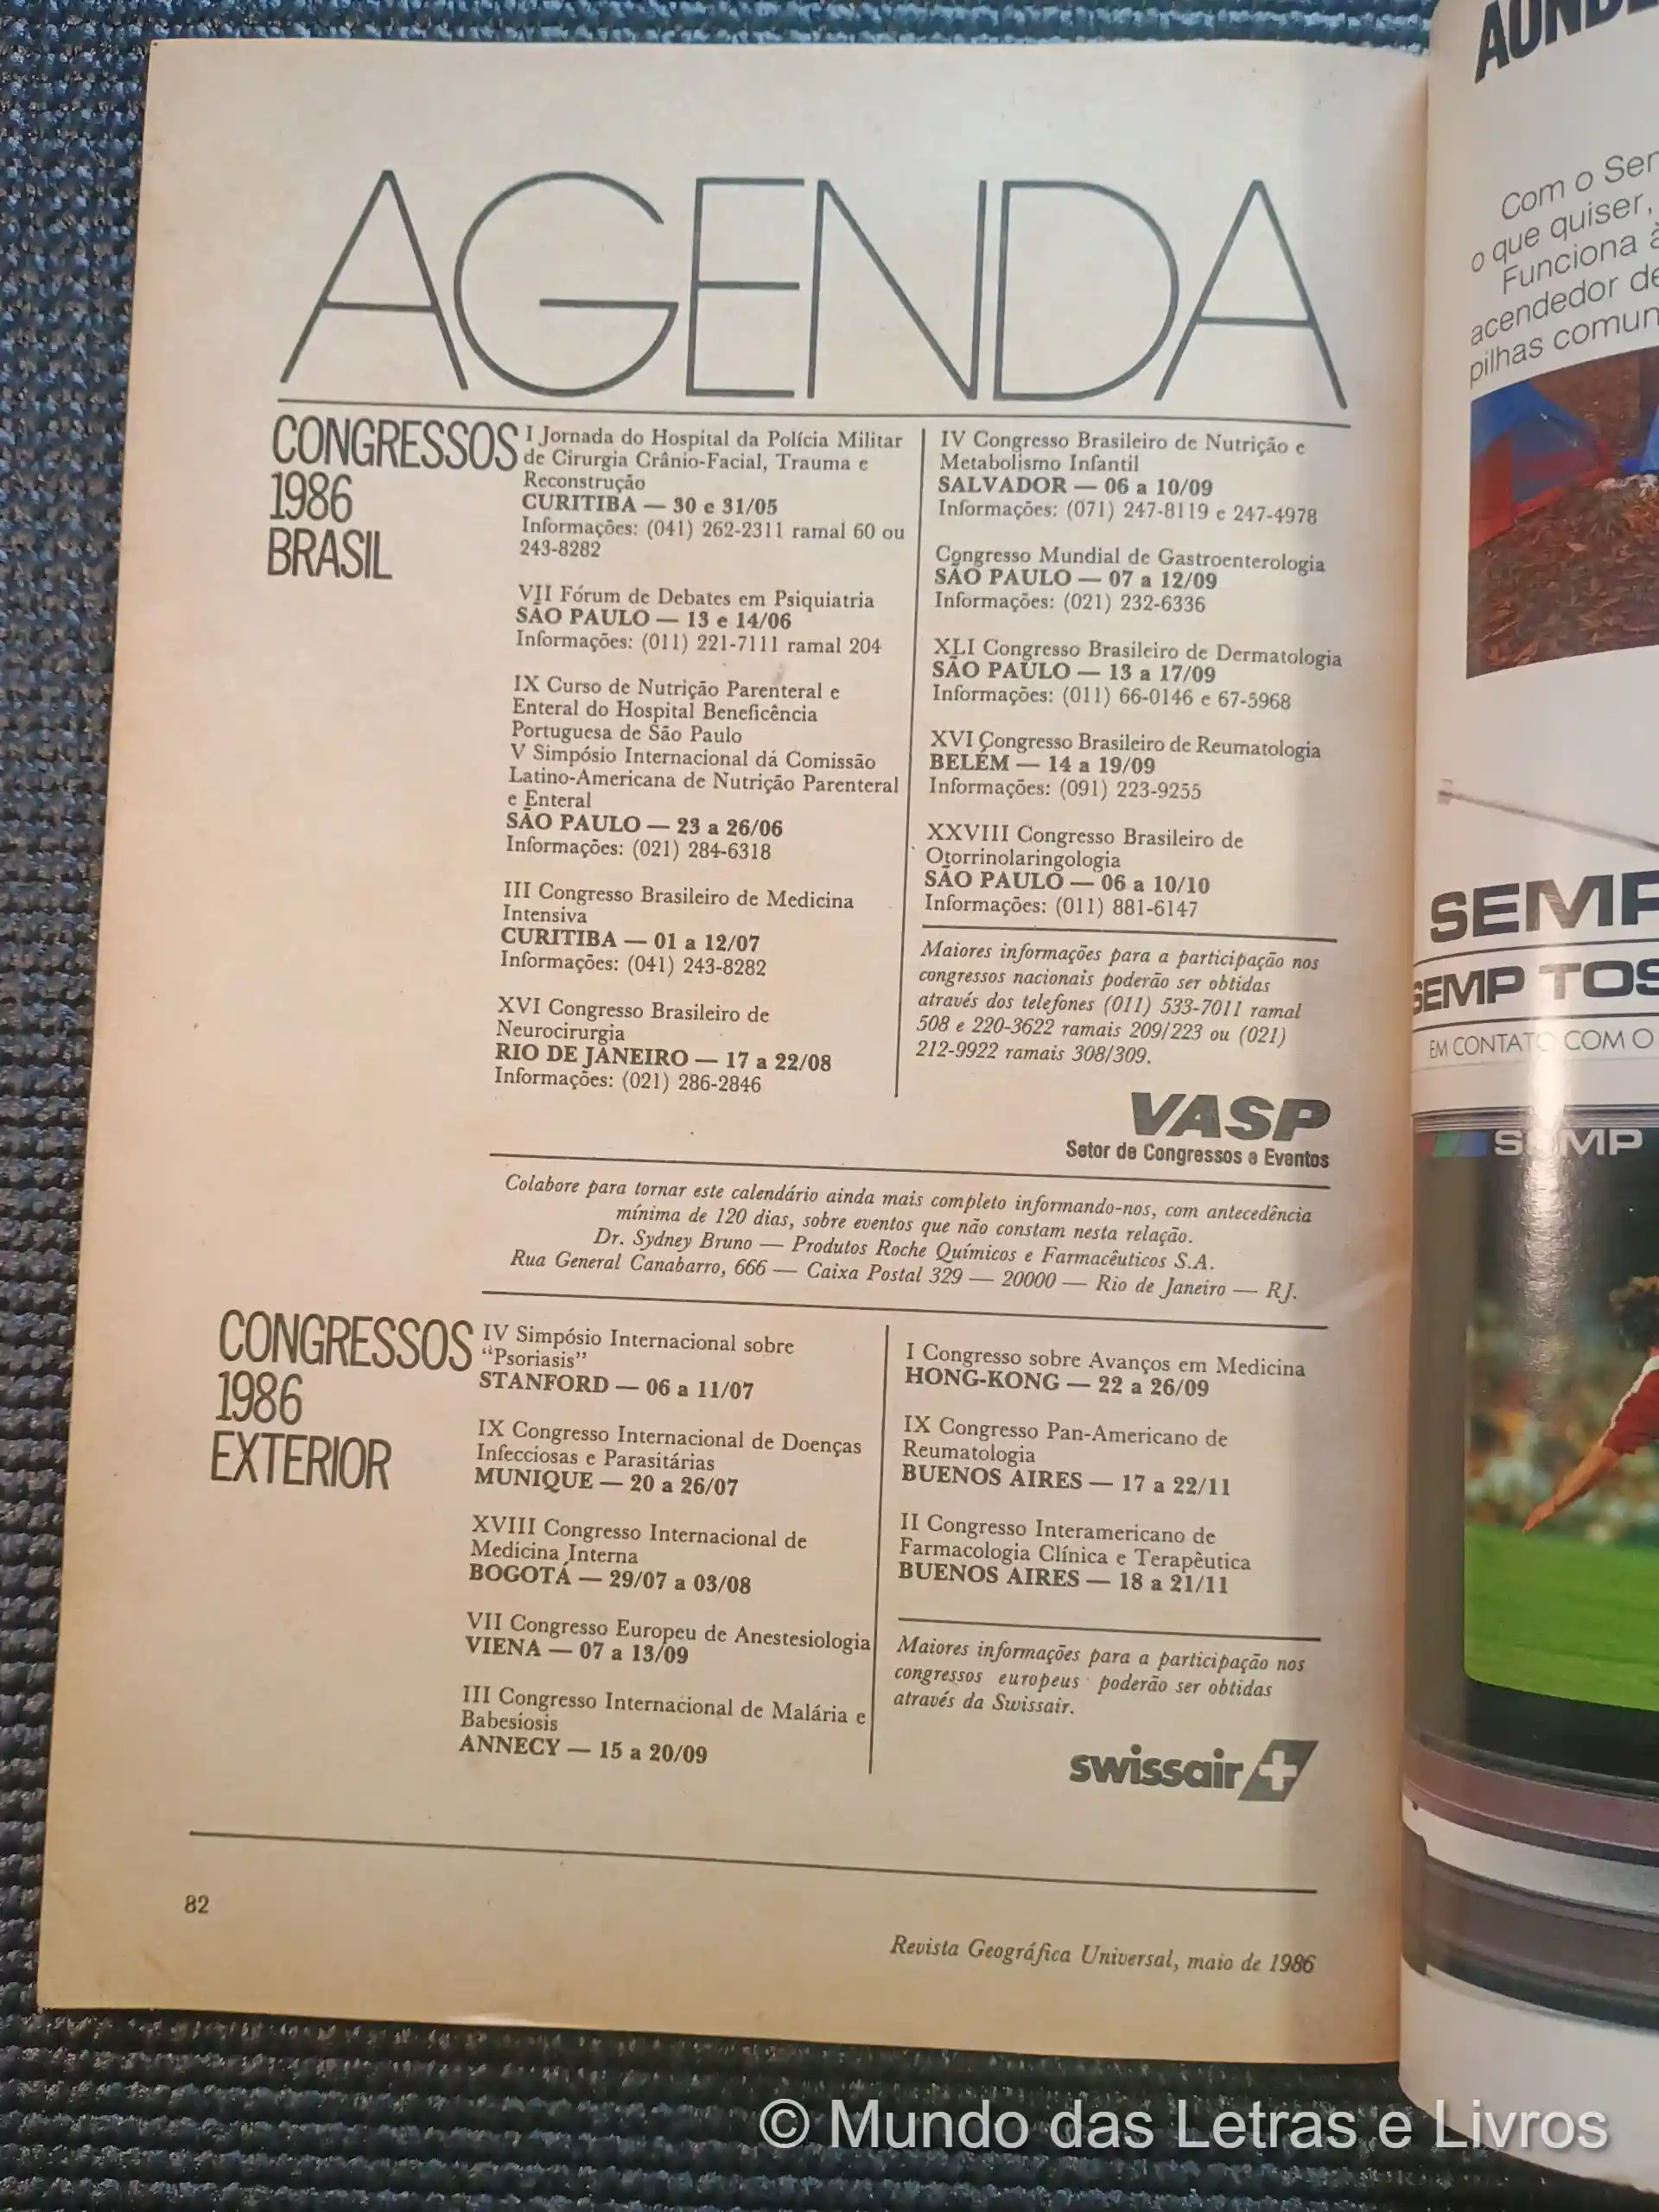 AGENDA
CONGRESSOS
1986
BRASIL
I Jornada do Hospital da Polícia Militar
de Cirurgia Crânio-Facial, Trauma e
Reconstrução
CURITIBA — 30 e 31/05
Informações: (041) 262-2311 ramal 60 ou
243-8282
VII Fórum de Debates em Psiquiatria
SÃO PAULO — 13 e 14/06
Informações: (011) 221-7111 ramal 204
IX Curso de Nutrição Parenteral e
Enteral do Hospital Beneficência
Portuguesa de São Paulo
V Simpósio Internacional dá Comissão
Latino-Americana de Nutrição Parenteral
e Enteral
SÃO PAULO — 23 a 26/06
Informações: (021) 284-6318
III Congresso Brasileiro de Medicina
Intensiva
CURITIBA — 01 a 12/07
Informações: (041) 243-8282
XVI Congresso Brasileiro de
Neurocirurgia
RIO DE JANEIRO — 17 a 22/08
Informações: (021) 286-2846
IV Congresso Brasileiro de Nutrição e
Metabolismo Infantil
SALVADOR — 06 a 10/09
Informações: (071) 247-8119 e 247-4978
Congresso Mundial de Gastroenterologia
SÃO PAULO — 07 a 12/09
Informações: (021) 232-6336
XLI Congresso Brasileiro de Dermatologia
SÃO PAULO — 13 a 17/09
Informações: (011) 66-0146 e 67-5968
XVI Congresso Brasileiro de Reumatologia
BELÉM — 14 a 19/09
Informações: (091) 223-9255
XXVIII Congresso Brasileiro de
Otorrinolaringologia
SÃO PAULO — 06 a 10/10
Informações: (011) 881-6147
Maiores informações para a participação nos
congressos nacionais poderão ser obtidas
através dos telefones (011) 533-7011 ramal
508 e 220-3622 ramais 209/223 ou (021)
212-9922 ramais 308/309.
VASP
Setor de Congressos e Eventos
Colabore para tornar este calendário ainda mais completo informando-nos, com antecedência
mínima de 120 dias, sobre eventos que não constam nesta relação.
Dr. Sydney Bruno — Produtos Roche Químicos e Farmacêuticos S.A.
Rua General Canabarro, 666 — Caixa Postal 329 — 20000 — Rio de Janeiro — RJ.
CONGRESSOS
1986
EXTERIOR
IV Simpósio Internacional sobre
“Psoriasis”
STANFORD — 06 a 11/07
IX Congresso Internacional de Doenças
Infecciosas e Parasitárias
MUNIQUE — 20 a 26/07
XVIII Congresso Internacional de
Medicina Interna
BOGOTÁ — 29/07 a 03/08
VII Congresso Europeu de Anestesiologia
VIENA — 07 a 13/09
III Congresso Internacional de Malária e
Babesiosis
ANNECY — 15 a 20/09
I Congresso sobre Avanços em Medicina
HONG-KONG — 22 a 26/09
IX Congresso Pan-Americano de
Reumatologia
BUENOS AIRES — 17 a 22/11
II Congresso Interamericano de
Farmacologia Clínica e Terapêutica
BUENOS AIRES — 18 a 21/11
Maiores informações para a participação nos
congressos europeus poderão ser obtidas
através da Swissair.
swissair
82
Revista Geográfica Universal, maio de 1986
Com o
o que quiser,
Funciona à
acendedor
pilhas
SEMP
SEMP
EM CONTATO COM O
SEMP
© Mundo das Letras e Livros